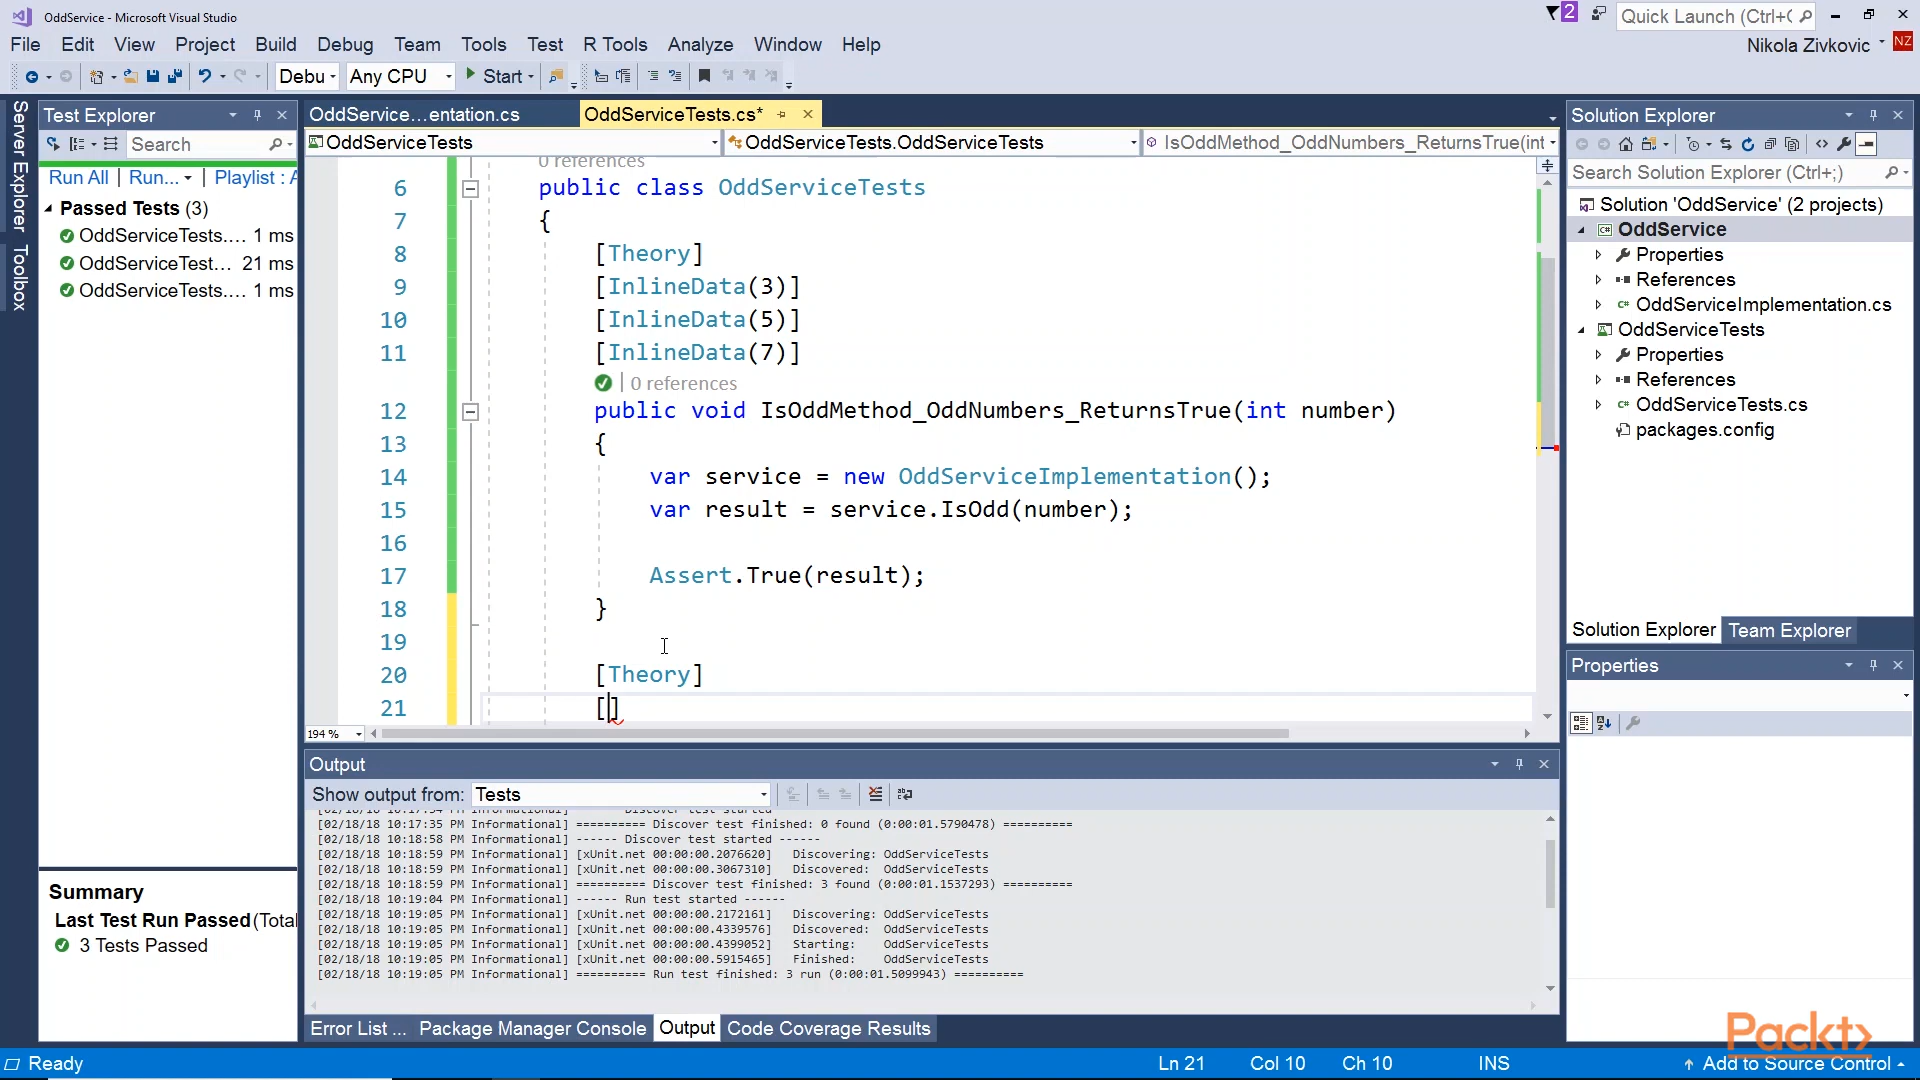 OddService - Microsoft Visual Studio
2
Quick Launch (Ctrl+Q
File Edit View Project Build Debug Team Tools Test R Tools Analyze Window Help
Nikola Zivkovic NZ
Debu Any CPU Start
Server Explorer
Toolbox
Test Explorer
Search
Run All | Run... | Playlist : A
Passed Tests (3)
OddServiceTests.... 1 ms
OddServiceTest... 21 ms
OddServiceTests.... 1 ms
Summary
Last Test Run Passed (Total
3 Tests Passed
OddService...entation.cs
OddServiceTests.cs*
OddServiceTests
OddServiceTests.OddServiceTests
IsOddMethod_OddNumbers_ReturnsTrue(int
0 references
6 public class OddServiceTests
7 {
8 [Theory]
9 [InlineData(3)]
10 [InlineData(5)]
11 [InlineData(7)]
| 0 references
12 public void IsOddMethod_OddNumbers_ReturnsTrue(int number)
13 {
14 var service = new OddServiceImplementation();
15 var result = service.IsOdd(number);
16
17 Assert.True(result);
18 }
19
20 [Theory]
21 []
194 %
Output
Show output from: Tests
[02/18/18 10:17:34 PM Informational] ------ Discover test started ------
[02/18/18 10:17:35 PM Informational] ========== Discover test finished: 0 found (0:00:01.5790478) ==========
[02/18/18 10:18:58 PM Informational] ------ Discover test started ------
[02/18/18 10:18:59 PM Informational] [xUnit.net 00:00:00.2076620] Discovering: OddServiceTests
[02/18/18 10:18:59 PM Informational] [xUnit.net 00:00:00.3067310] Discovered: OddServiceTests
[02/18/18 10:18:59 PM Informational] ========== Discover test finished: 3 found (0:00:01.1537293) ==========
[02/18/18 10:19:04 PM Informational] ------ Run test started ------
[02/18/18 10:19:05 PM Informational] [xUnit.net 00:00:00.2172161] Discovering: OddServiceTests
[02/18/18 10:19:05 PM Informational] [xUnit.net 00:00:00.4339576] Discovered: OddServiceTests
[02/18/18 10:19:05 PM Informational] [xUnit.net 00:00:00.4399052] Starting: OddServiceTests
[02/18/18 10:19:05 PM Informational] [xUnit.net 00:00:00.5915465] Finished: OddServiceTests
[02/18/18 10:19:05 PM Informational] ========== Run test finished: 3 run (0:00:01.5099943) ==========
Error List ... Package Manager Console Output Code Coverage Results
Solution Explorer
Search Solution Explorer (Ctrl+;)
Solution 'OddService' (2 projects)
OddService
Properties
References
OddServiceImplementation.cs
OddServiceTests
Properties
References
OddServiceTests.cs
packages.config
Solution Explorer Team Explorer
Properties
Packt>
Ready Ln 21 Col 10 Ch 10 INS Add to Source Control